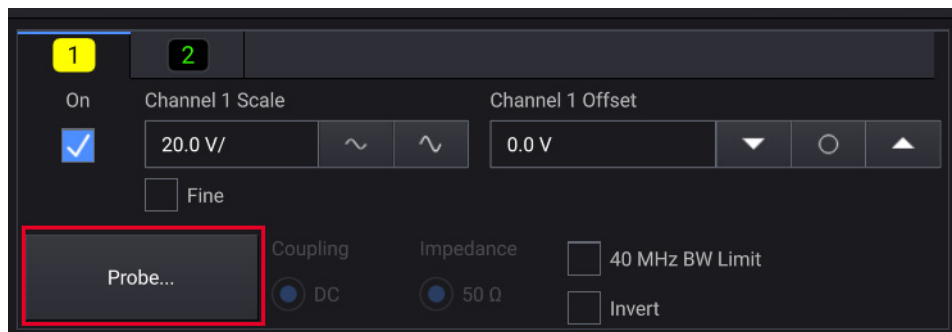 1
2
On
Channel 1 Scale
Channel 1 Offset
20.0 V/
0.0 V
Fine
Probe...
Coupling
Impedance
40 MHz BW Limit
DC
50 Ω
Invert